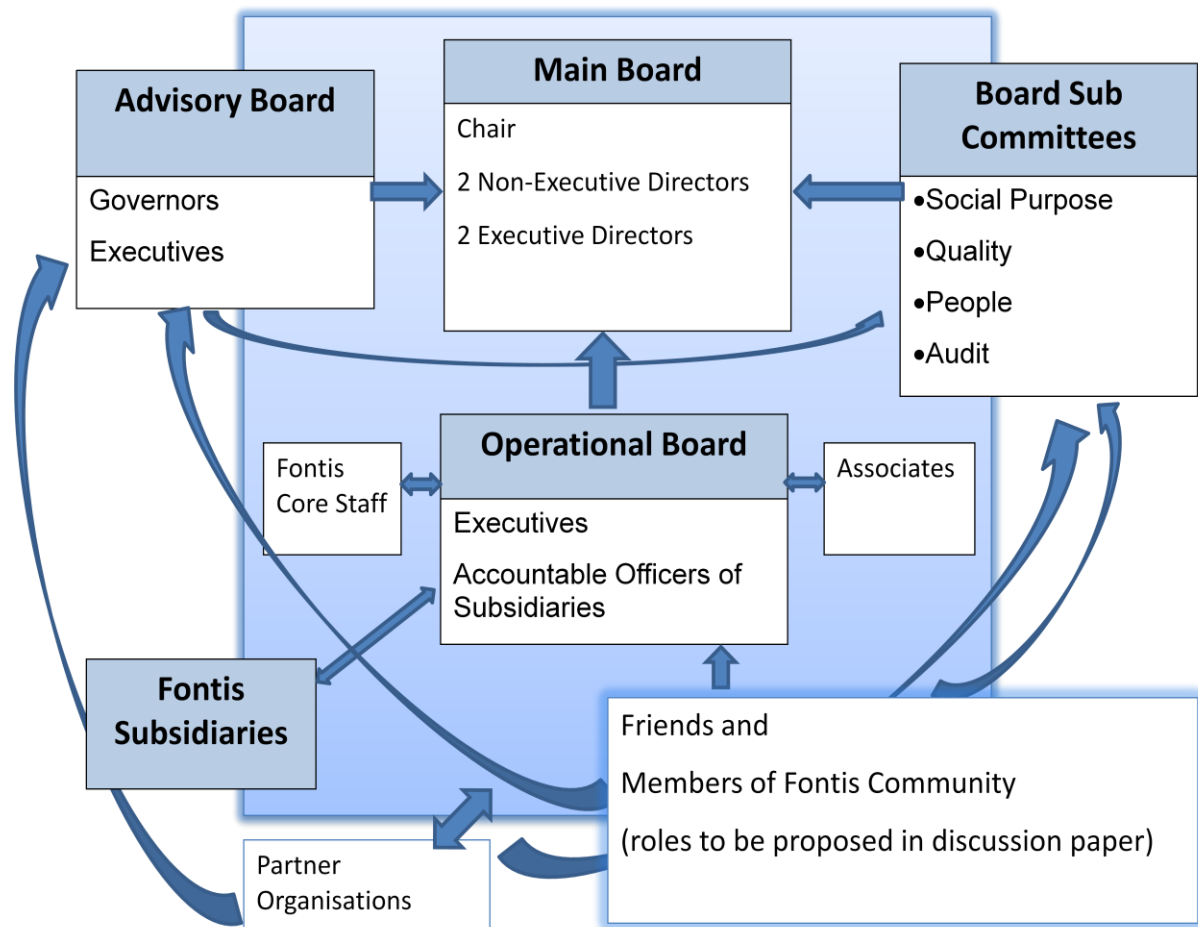 Advisory Board
Governors
Executives
Main Board
Chair
2 Non-Executive Directors
2 Executive Directors
Board Sub
Committees
•Social Purpose
•Quality
•People
•Audit
Fontis
Core Staff
Operational Board
Executives
Accountable Officers of
Subsidiaries
Associates
Fontis
Subsidiaries
Friends and
Members of Fontis Community
(roles to be proposed in discussion paper)
Partner
Organisations